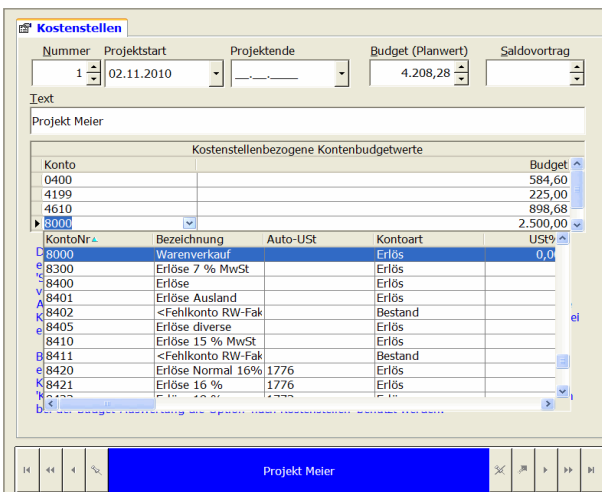 Kostenstellen
Nummer Projektstart Projektende Budget (Planwert) Saldovortrag
1 02.11.2010 __.__.____ 4.208,28
Text
Projekt Meier
Kostenstellenbezogene Kontenbudgetwerte
Konto Budget
0400 584,60
4199 225,00
4610 898,68
8000 2.500,00
KontoNr Bezeichnung Auto-USt Kontoart USt%
8000 Warenverkauf Erlös 0,0
8300 Erlöse 7 % MwSt Erlös
8400 Erlöse Erlös
8401 Erlöse Ausland Erlös
8402 <Fehlkonto RW-Fak Bestand
8405 Erlöse diverse Erlös
8410 Erlöse 15 % MwSt Erlös
8411 <Fehlkonto RW-Fak Bestand
8420 Erlöse Normal 16% 1776 Erlös
8421 Erlöse 16 % 1776 Erlös
Projekt Meier